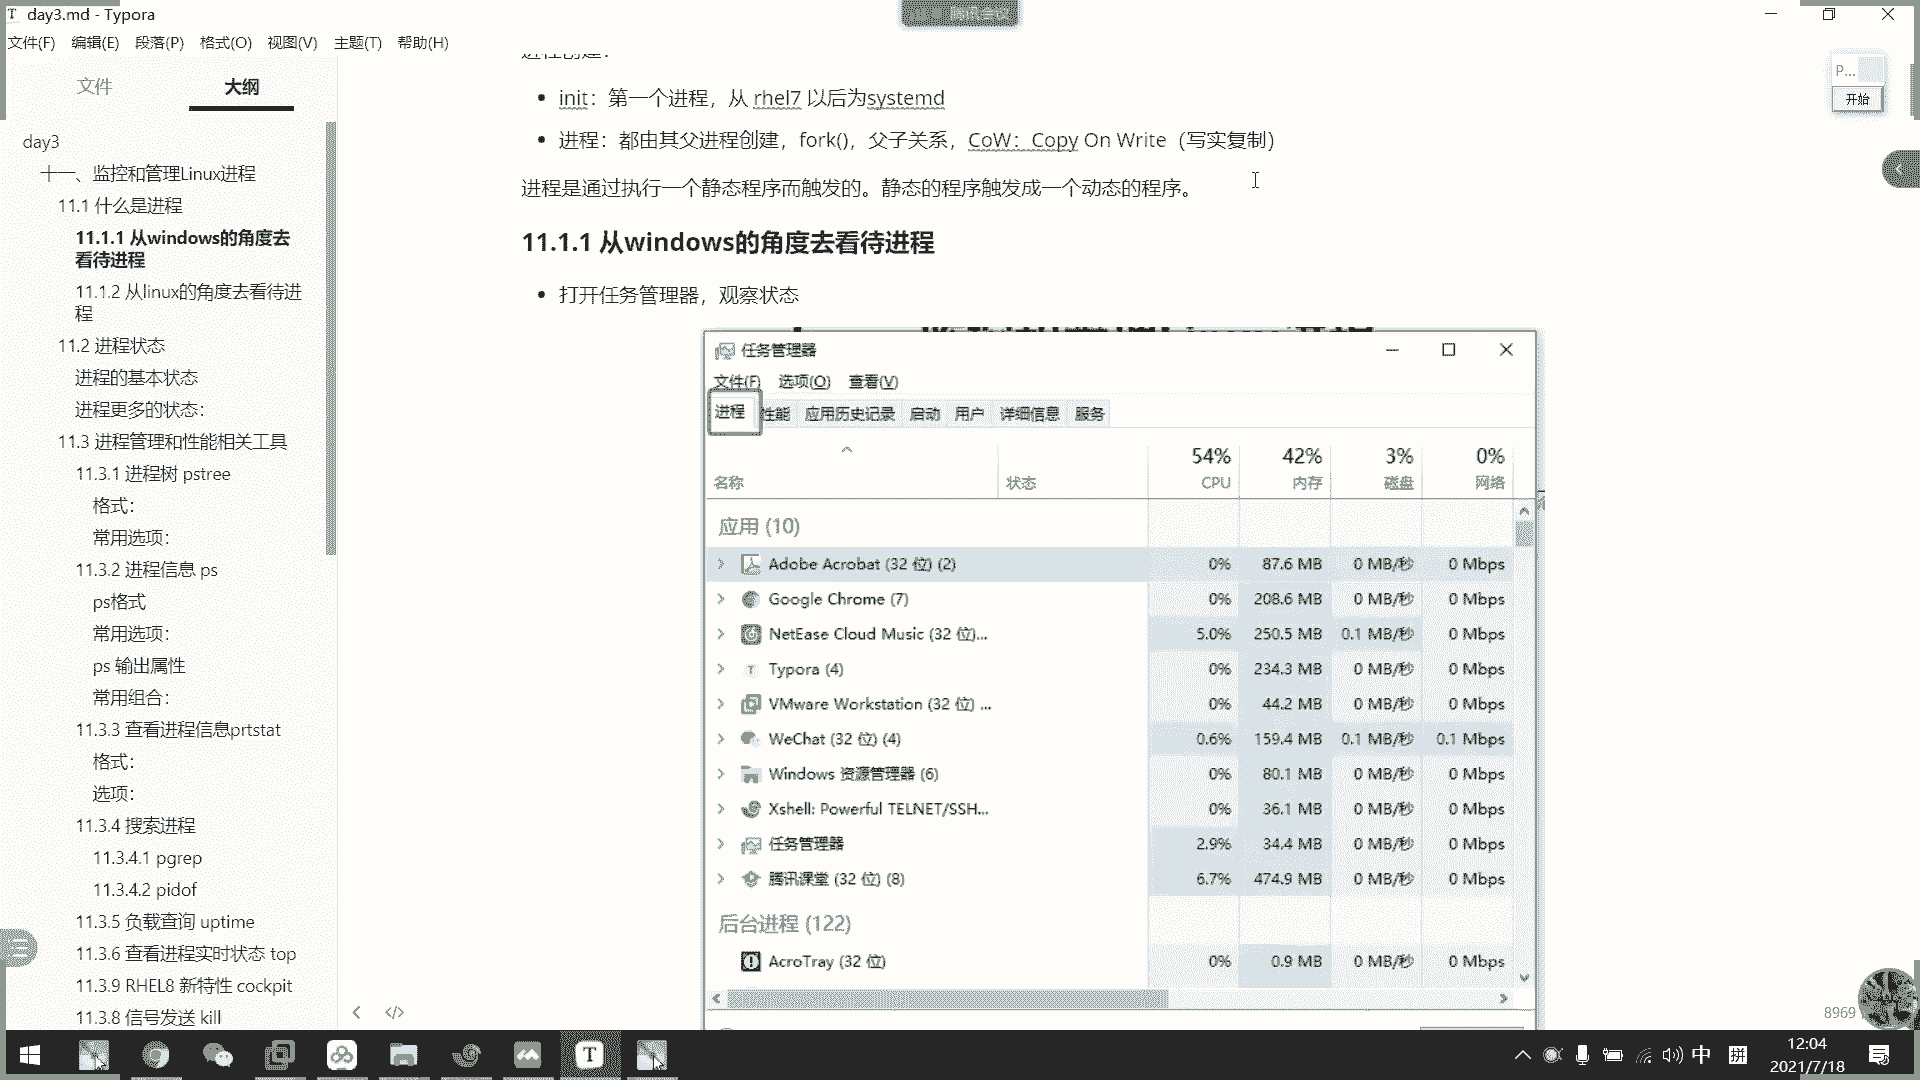 day3.md - Typora
腾讯会议
文件(F) 编辑(E) 段落(P) 格式(O) 视图(V) 主题(T) 帮助(H)
文件 大纲
day3
十一、监控和管理Linux进程
11.1 什么是进程
11.1.1 从windows的角度去
看待进程
11.1.2 从linux的角度去看待进
程
11.2 进程状态
进程的基本状态
进程更多的状态：
11.3 进程管理和性能相关工具
11.3.1 进程树 pstree
格式：
常用选项：
11.3.2 进程信息 ps
ps格式
常用选项：
ps 输出属性
常用组合：
11.3.3 查看进程信息prtstat
格式：
选项：
11.3.4 搜索进程
11.3.4.1 pgrep
11.3.4.2 pidof
11.3.5 负载查询 uptime
11.3.6 查看进程实时状态 top
11.3.9 RHEL8 新特性 cockpit
11.3.8 信号发送 kill
进程创建：
init：第一个进程，从 rhel7 以后为systemd
进程：都由其父进程创建，fork()，父子关系，CoW：Copy On Write（写实复制）
进程是通过执行一个静态程序而触发的。静态的程序触发成一个动态的程序。
11.1.1 从windows的角度去看待进程
打开任务管理器，观察状态
任务管理器
文件(F) 选项(O) 查看(V)
进程 性能 应用历史记录 启动 用户 详细信息 服务
54% 42% 3% 0%
名称 状态 CPU 内存 磁盘 网络
应用 (10)
Adobe Acrobat (32 位) (2) 0% 87.6 MB 0 MB/秒 0 Mbps
Google Chrome (7) 0% 208.6 MB 0 MB/秒 0 Mbps
NetEase Cloud Music (32 位)... 5.0% 250.5 MB 0.1 MB/秒 0 Mbps
Typora (4) 0% 234.3 MB 0 MB/秒 0 Mbps
VMware Workstation (32 位) ... 0% 44.2 MB 0 MB/秒 0 Mbps
WeChat (32 位) (4) 0.6% 159.4 MB 0.1 MB/秒 0.1 Mbps
Windows 资源管理器 (6) 0% 80.1 MB 0 MB/秒 0 Mbps
Xshell: Powerful TELNET/SSH... 0% 36.1 MB 0 MB/秒 0 Mbps
任务管理器 2.9% 34.4 MB 0 MB/秒 0 Mbps
腾讯课堂 (32 位) (8) 6.7% 474.9 MB 0 MB/秒 0 Mbps
后台进程 (122)
AcroTray (32 位) 0% 0.9 MB 0 MB/秒 0 Mbps
P...
开始
8969
中 拼
12:04
2021/7/18